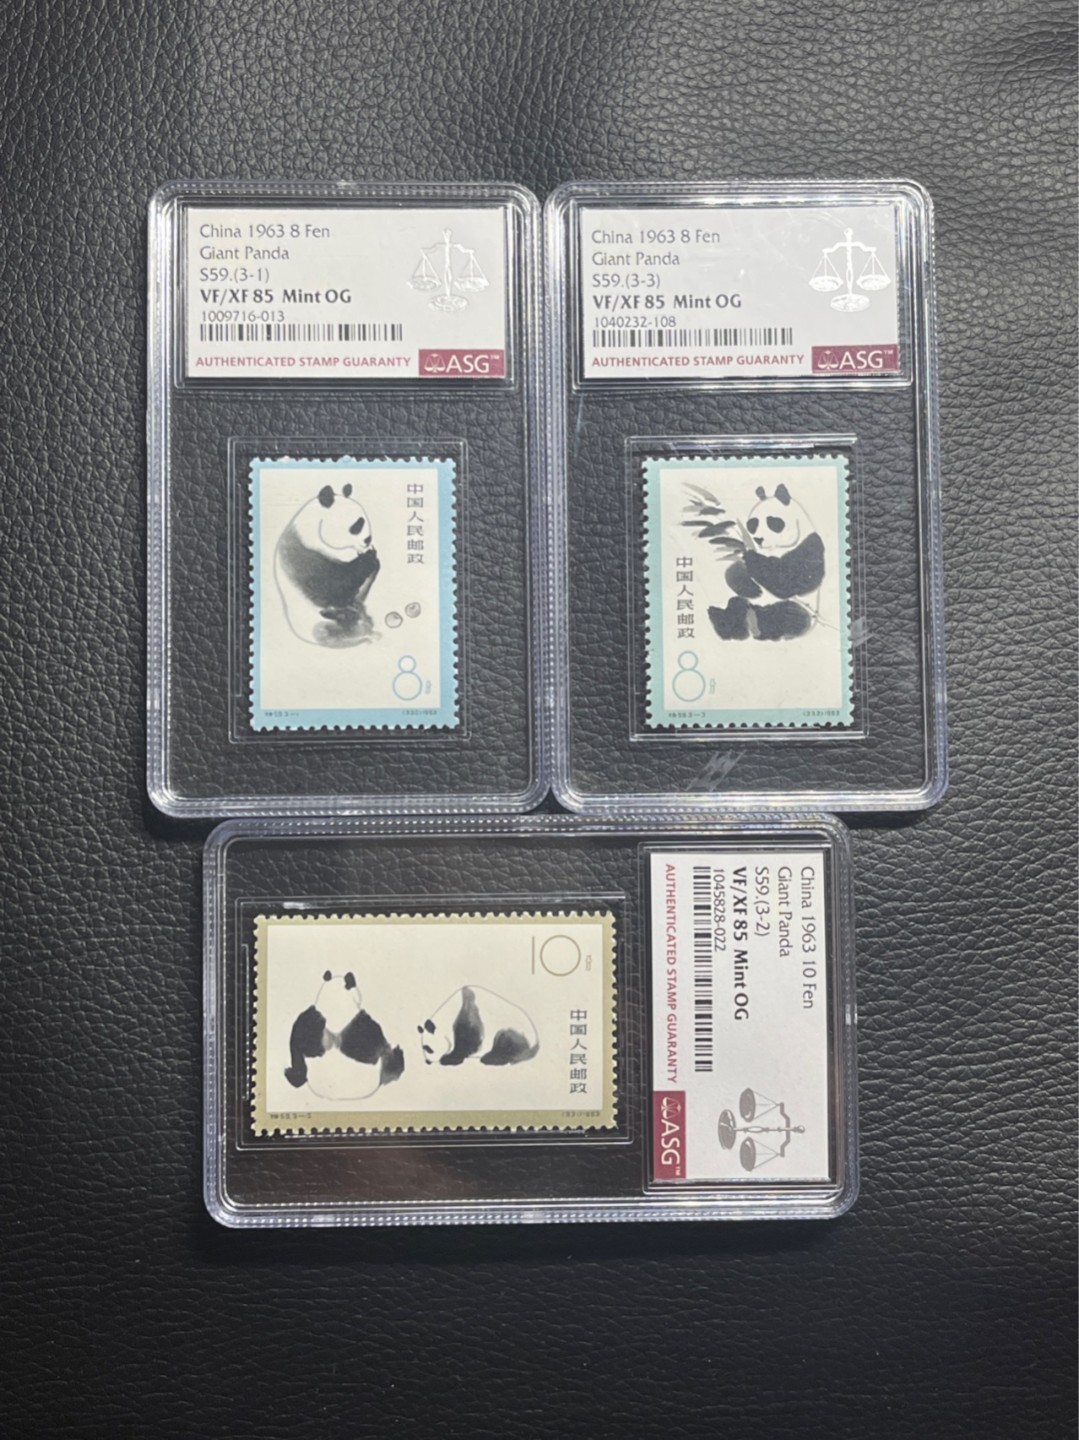 China 1963 8 Fen
Giant Panda
S59.(3-1)
VF/XF 85 Mint OG
1009716-013
AUTHENTICATED STAMP GUARANTY
ASG™
中国人民邮政
8
China 1963 8 Fen
Giant Panda
S59.(3-3)
VF/XF 85 Mint OG
1040232-108
AUTHENTICATED STAMP GUARANTY
ASG™
中国人民邮政
8
China 1963 10 Fen
Giant Panda
S59.(3-2)
VF/XF 85 Mint OG
1045828-022
AUTHENTICATED STAMP GUARANTY
ASG™
10
中国人民邮政